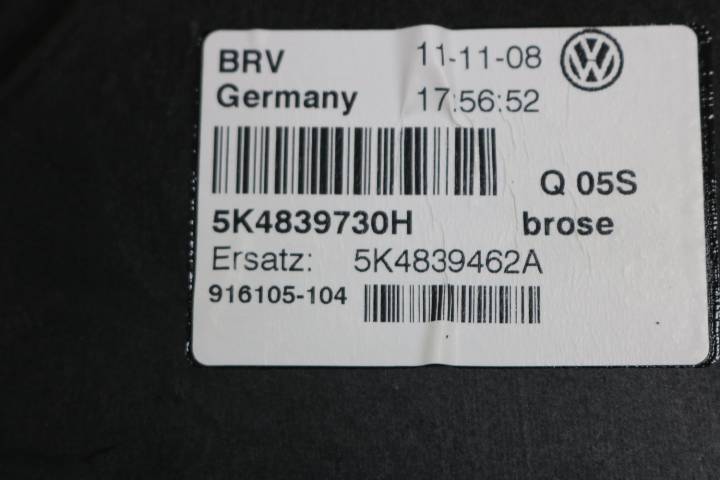 BRV 11-11-08
Germany 17:56:52
Q 05S
5K4839730H brose
Ersatz: 5K4839462A
916105-104